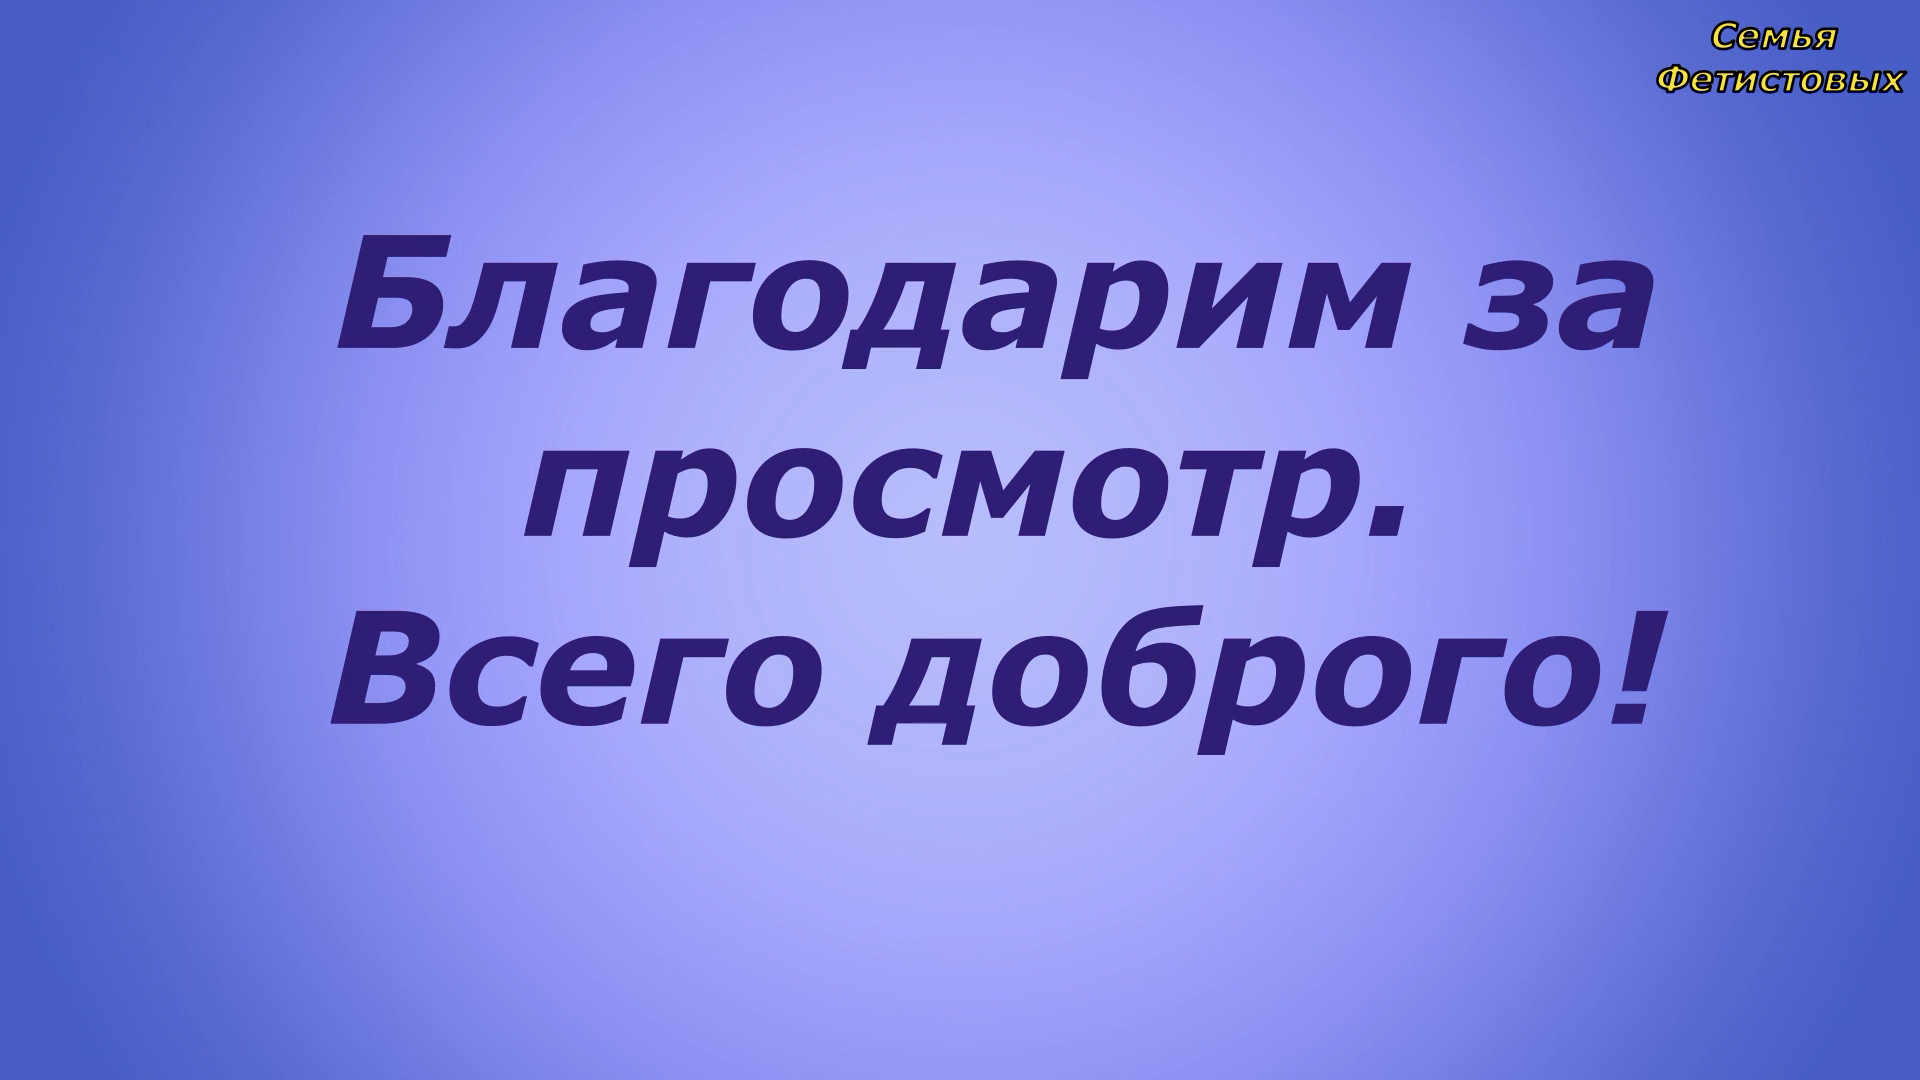 Семья
Фетистовых
Благодарим за
просмотр.
Всего доброго!